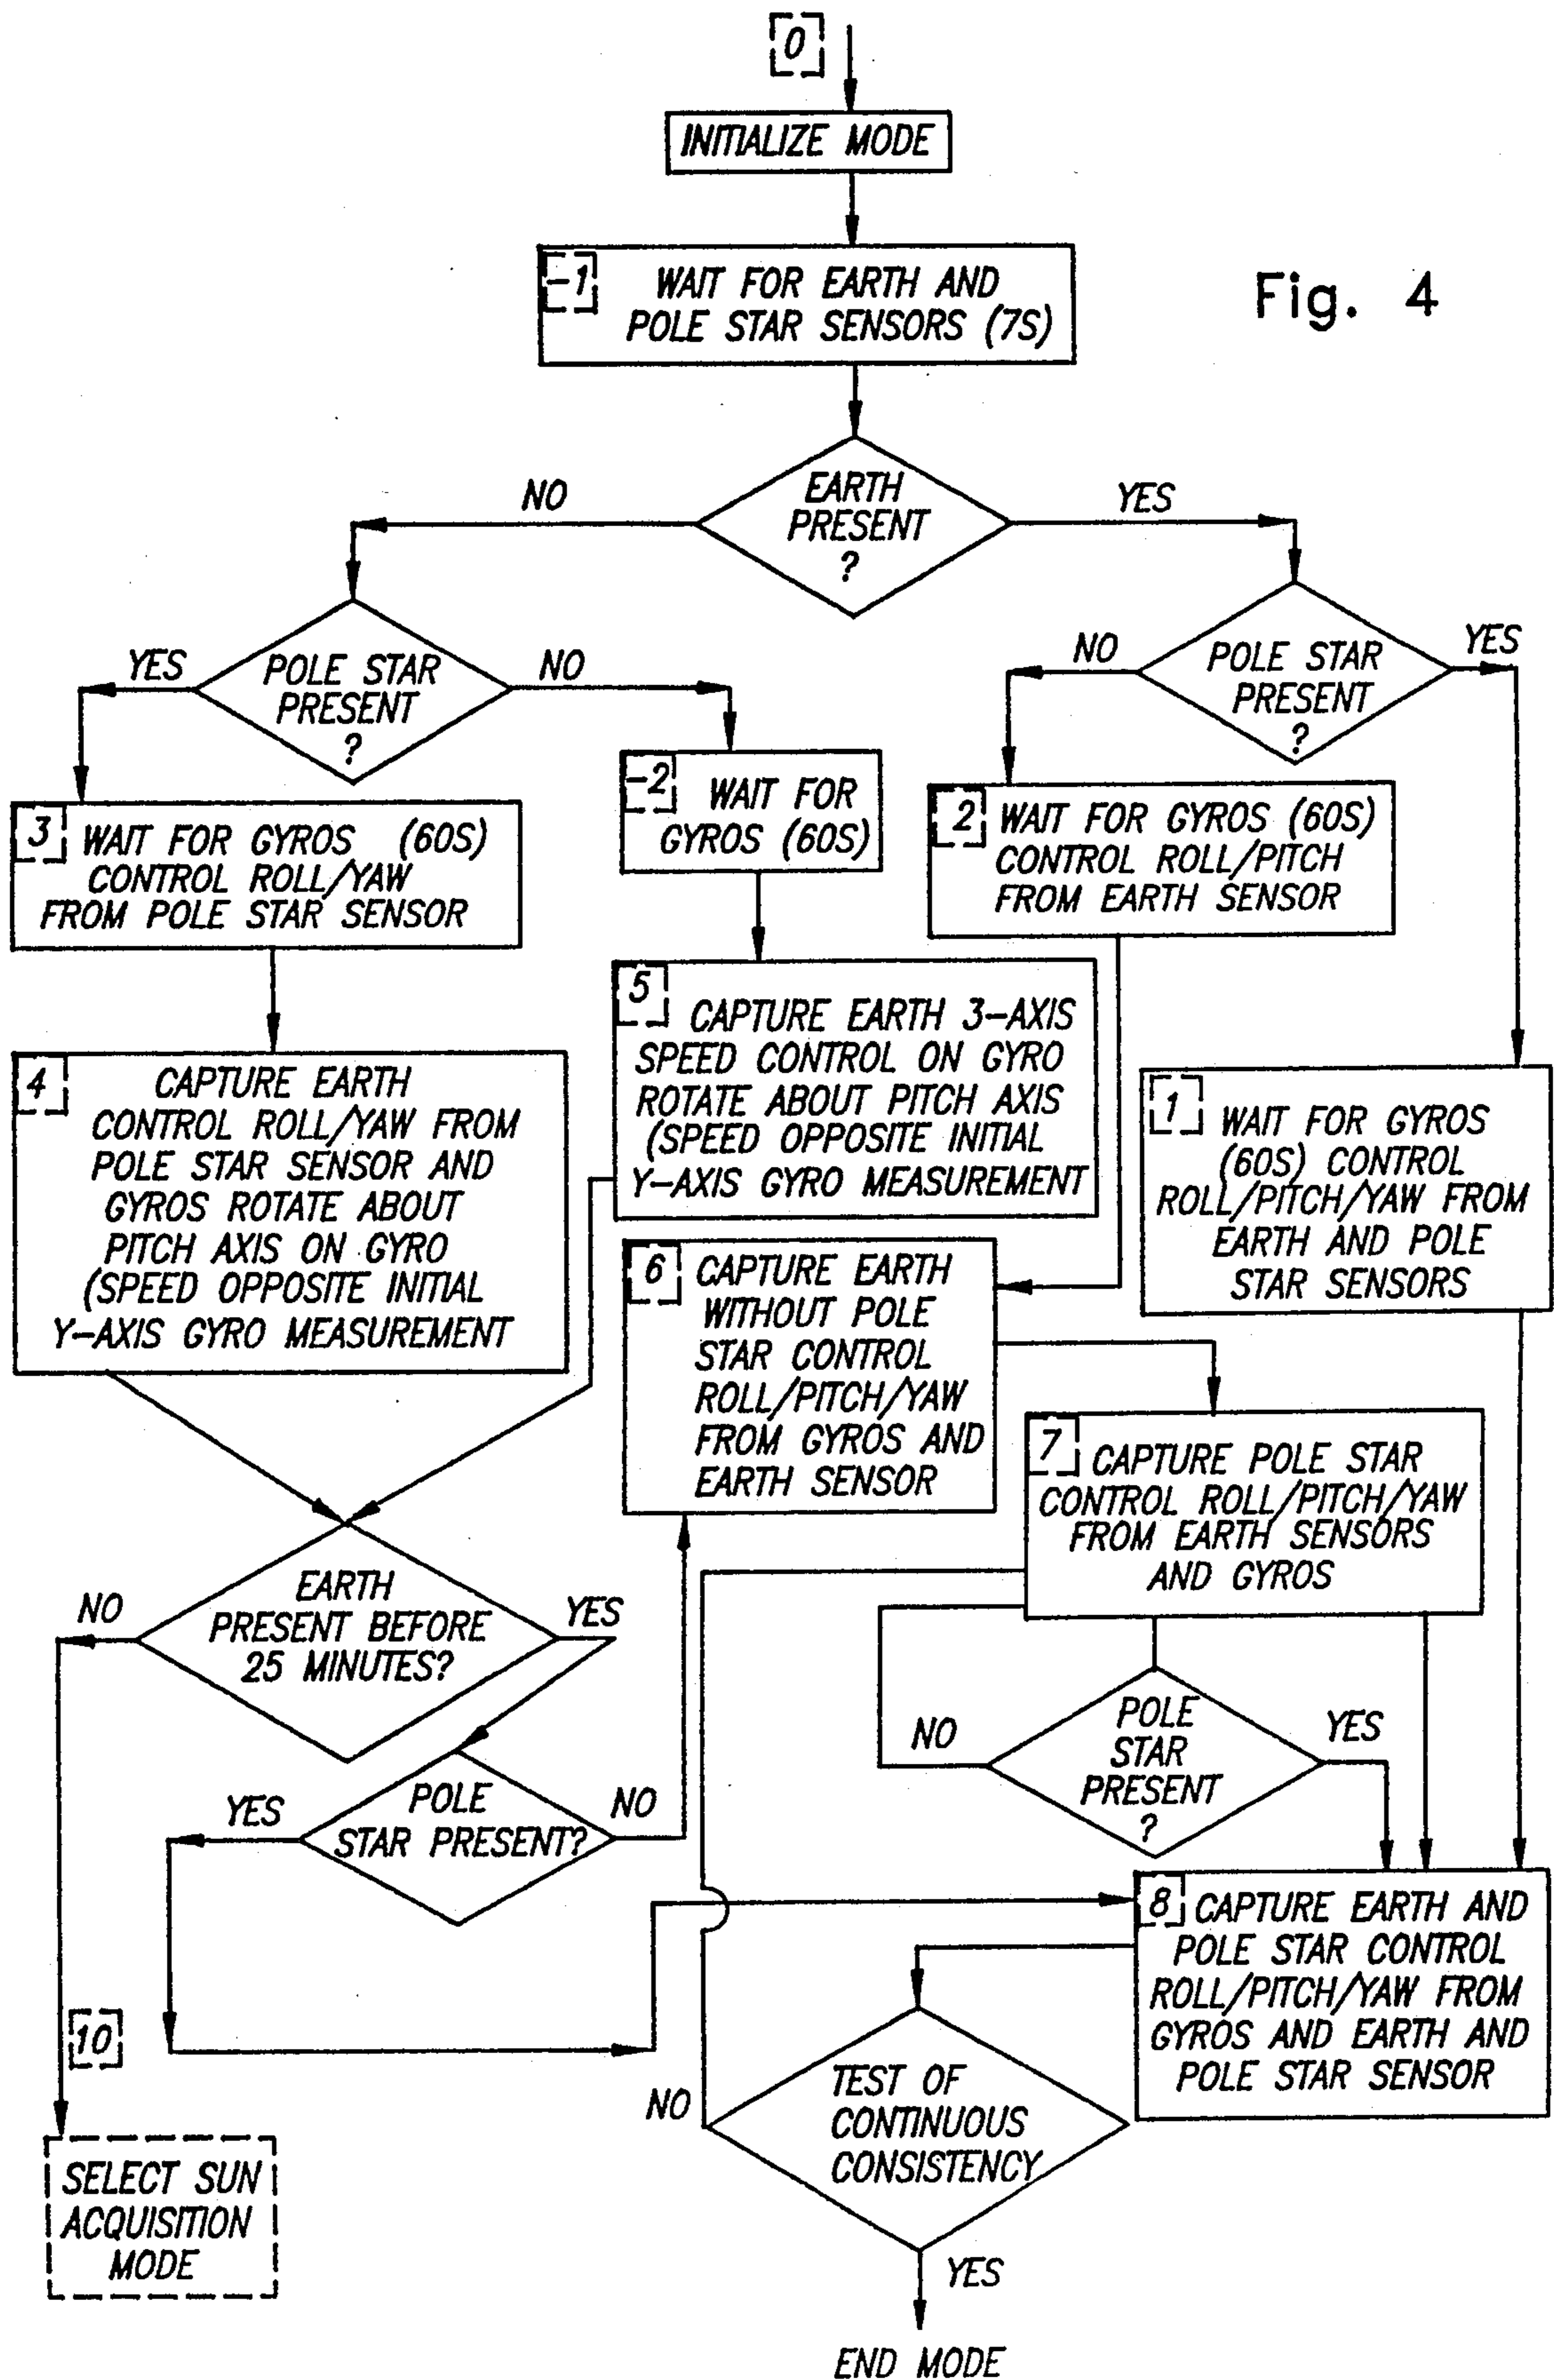 0
INITIALIZE MODE
-1
WAIT FOR EARTH AND
POLE STAR SENSORS (7S)
Fig. 4
EARTH
PRESENT
?
NO
YES
POLE STAR
PRESENT
?
YES
NO
POLE STAR
PRESENT
?
NO
YES
3
WAIT FOR GYROS (60S)
CONTROL ROLL/YAW
FROM POLE STAR SENSOR
-2
WAIT FOR
GYROS (60S)
2
WAIT FOR GYROS (60S)
CONTROL ROLL/PITCH
FROM EARTH SENSOR
4
CAPTURE EARTH
CONTROL ROLL/YAW FROM
POLE STAR SENSOR AND
GYROS ROTATE ABOUT
PITCH AXIS ON GYRO
(SPEED OPPOSITE INITIAL
Y-AXIS GYRO MEASUREMENT
5
CAPTURE EARTH 3-AXIS
SPEED CONTROL ON GYRO
ROTATE ABOUT PITCH AXIS
(SPEED OPPOSITE INITIAL
Y-AXIS GYRO MEASUREMENT
1
WAIT FOR GYROS
(60S) CONTROL
ROLL/PITCH/YAW FROM
EARTH AND POLE
STAR SENSORS
6
CAPTURE EARTH
WITHOUT POLE
STAR CONTROL
ROLL/PITCH/YAW
FROM GYROS AND
EARTH SENSOR
7
CAPTURE POLE STAR
CONTROL ROLL/PITCH/YAW
FROM EARTH SENSORS
AND GYROS
EARTH
PRESENT BEFORE
25 MINUTES?
NO
YES
POLE
STAR
PRESENT
?
NO
YES
POLE
STAR PRESENT?
YES
NO
8
CAPTURE EARTH AND
POLE STAR CONTROL
ROLL/PITCH/YAW FROM
GYROS AND EARTH AND
POLE STAR SENSOR
10
TEST OF
CONTINUOUS
CONSISTENCY
NO
SELECT SUN
ACQUISITION
MODE
YES
END MODE